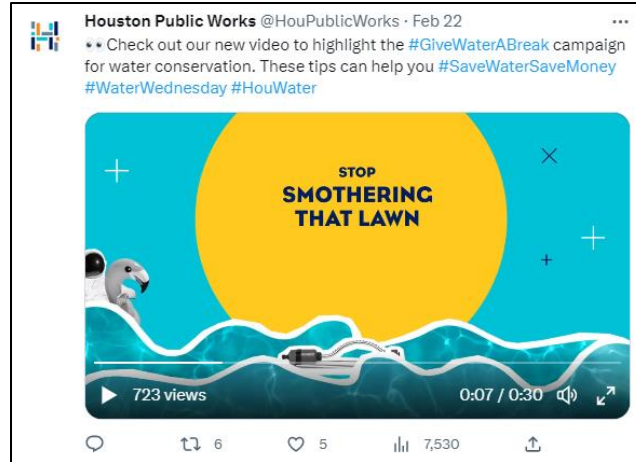 Houston Public Works @HouPublicWorks · Feb 22
👀 Check out our new video to highlight the #GiveWaterABreak campaign
for water conservation. These tips can help you #SaveWaterSaveMoney
#WaterWednesday #HouWater
STOP
SMOTHERING
THAT LAWN
723 views 0:07 / 0:30
6 5 7,530